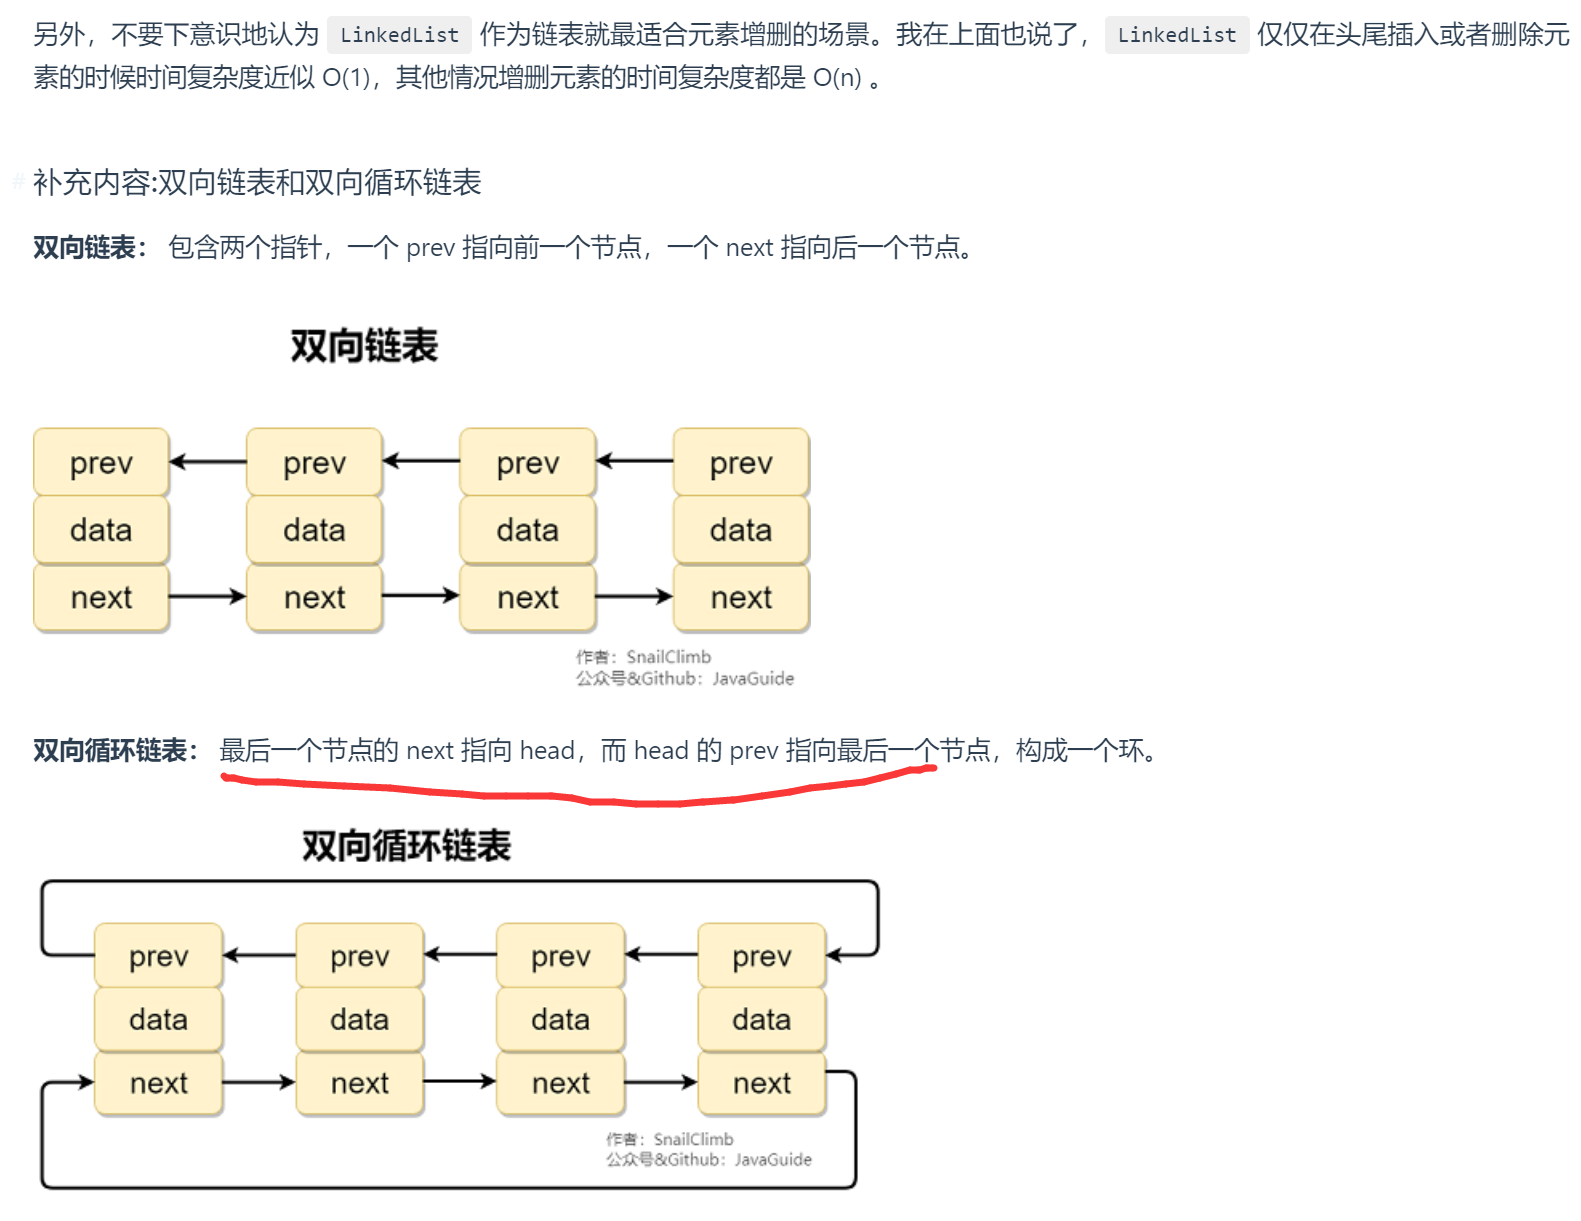 另外，不要下意识地认为 LinkedList 作为链表就最适合元素增删的场景。我在上面也说了， LinkedList 仅仅在头尾插入或者删除元
素的时候时间复杂度近似 O(1)，其他情况增删元素的时间复杂度都是 O(n) 。
# 补充内容:双向链表和双向循环链表
双向链表： 包含两个指针，一个 prev 指向前一个节点，一个 next 指向后一个节点。
双向链表
prev prev prev prev
data data data data
next next next next
作者：SnailClimb
公众号&Github：JavaGuide
双向循环链表： 最后一个节点的 next 指向 head，而 head 的 prev 指向最后一个节点，构成一个环。
双向循环链表
prev prev prev prev
data data data data
next next next next
作者：SnailClimb
公众号&Github：JavaGuide